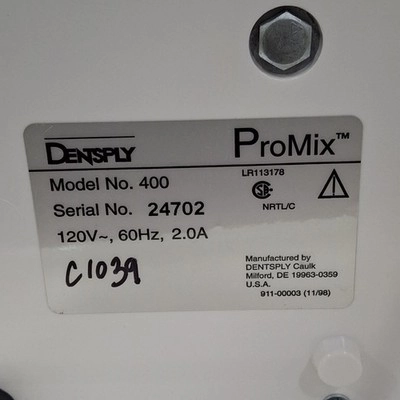 DENTSPLY
ProMix™
Model No. 400
Serial No. 24702
120V~, 60Hz, 2.0A
C1039
LR113178
NRTL/C
Manufactured by
DENTSPLY Caulk
Milford, DE 19963-0359
U.S.A.
911-00003 (11/98)